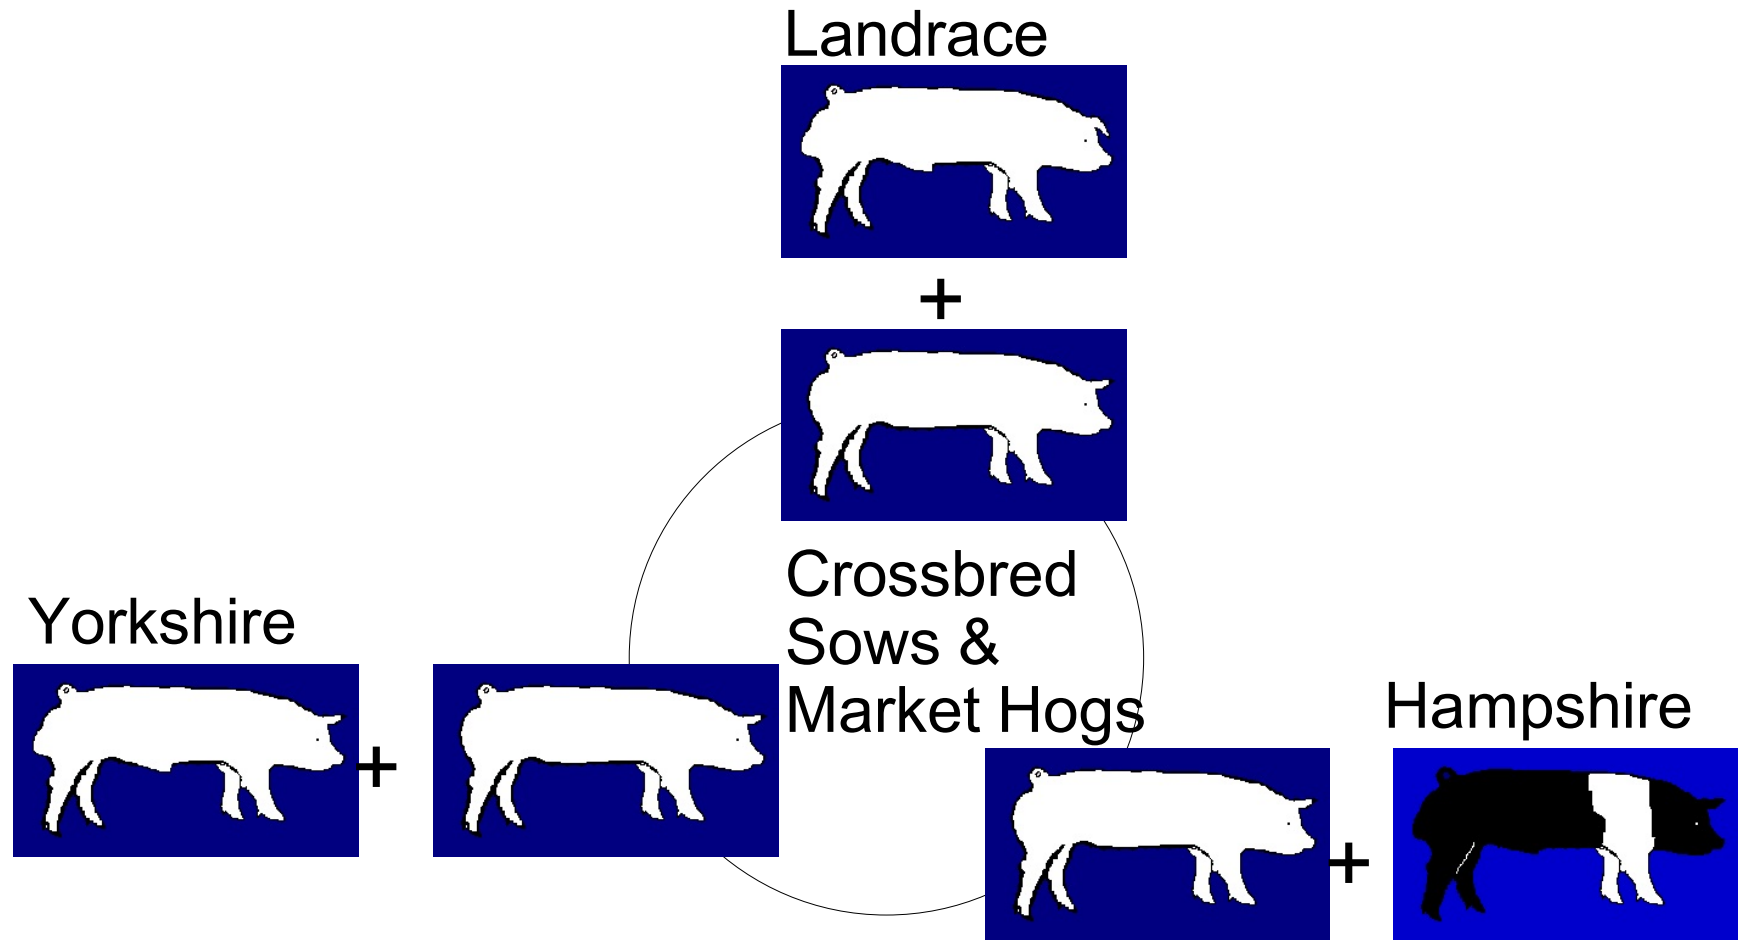 Landrace
+
Crossbred
Sows &
Market Hogs
Yorkshire
+
Hampshire
+